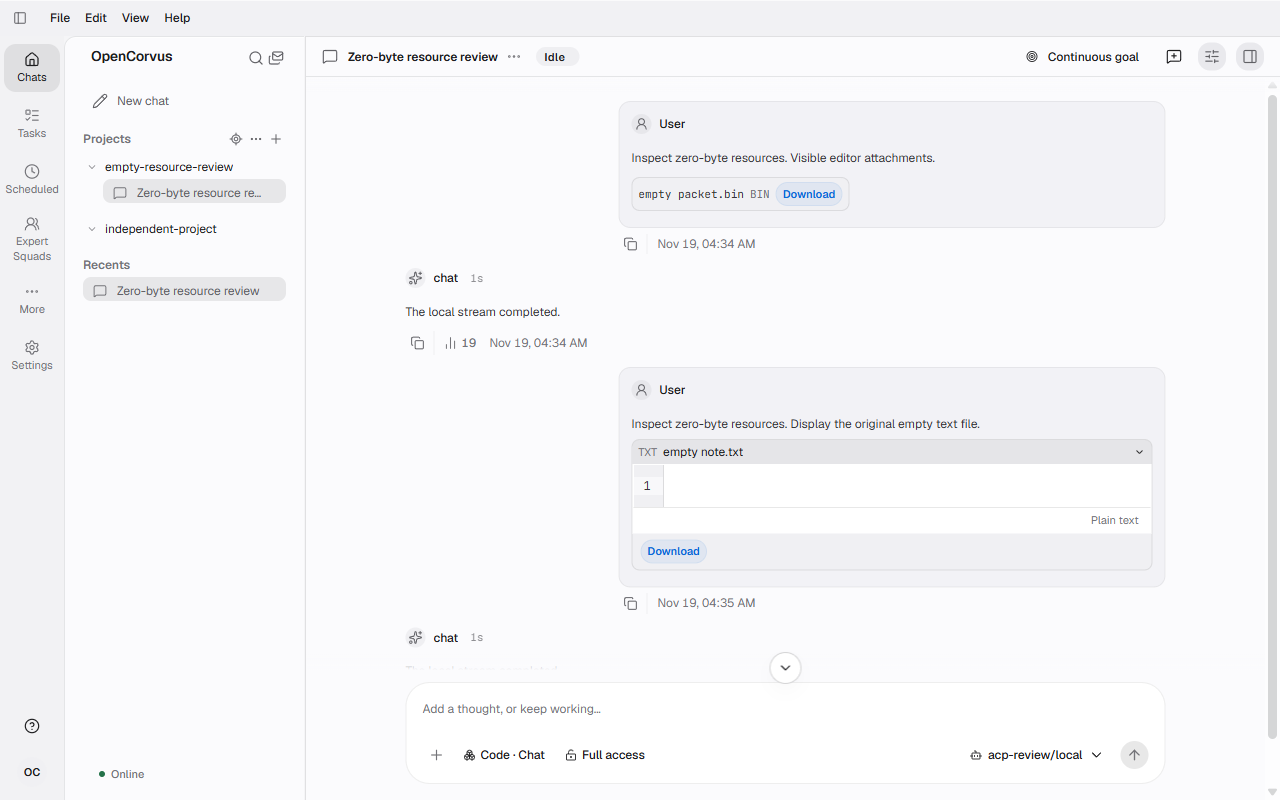 File Edit View Help
Chats
Tasks
Scheduled
Expert
Squads
More
Settings
OC
OpenCorvus
New chat
Projects
empty-resource-review
Zero-byte resource re...
independent-project
Recents
Zero-byte resource review
Online
Zero-byte resource review ... Idle Continuous goal
User
Inspect zero-byte resources. Visible editor attachments.
empty packet.bin BIN Download
Nov 19, 04:34 AM
chat 1s
The local stream completed.
19 Nov 19, 04:34 AM
User
Inspect zero-byte resources. Display the original empty text file.
TXT empty note.txt
1
Plain text
Download
Nov 19, 04:35 AM
chat 1s
The local stream completed.
Add a thought, or keep working...
Code · Chat Full access acp-review/local